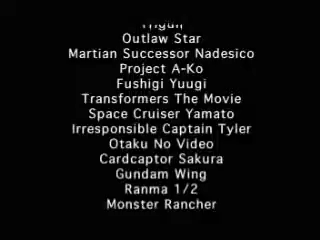 Trigun
Outlaw Star
Martian Successor Nadesico
Project A-Ko
Fushigi Yuugi
Transformers The Movie
Space Cruiser Yamato
Irresponsible Captain Tyler
Otaku No Video
Cardcaptor Sakura
Gundam Wing
Ranma 1/2
Monster Rancher